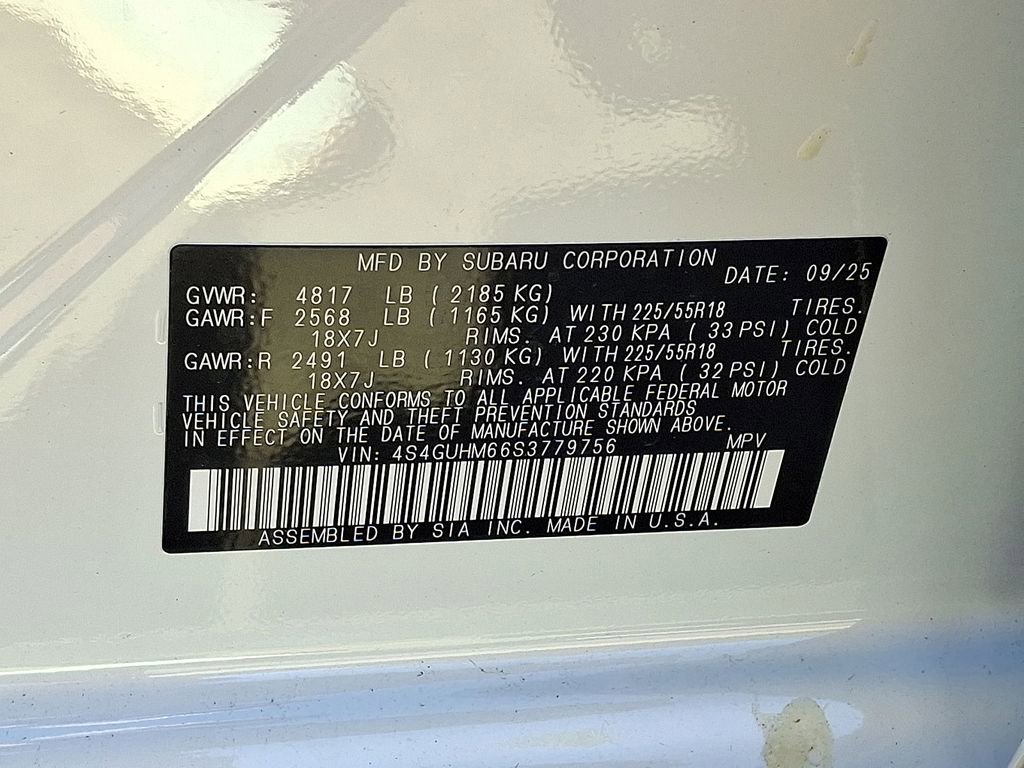 MFD BY SUBARU CORPORATION DATE: 09/25
GVWR: 4817 LB ( 2185 KG)
GAWR:F 2568 LB ( 1165 KG) WITH 225/55R18 TIRES.
18X7J RIMS. AT 230 KPA ( 33 PSI) COLD
GAWR:R 2491 LB ( 1130 KG) WITH 225/55R18 TIRES.
18X7J RIMS. AT 220 KPA ( 32 PSI) COLD
THIS VEHICLE CONFORMS TO ALL APPLICABLE FEDERAL MOTOR
VEHICLE SAFETY AND THEFT PREVENTION STANDARDS
IN EFFECT ON THE DATE OF MANUFACTURE SHOWN ABOVE.
VIN: 4S4GUHM66S3779756 MPV
ASSEMBLED BY SIA INC. MADE IN U.S.A.